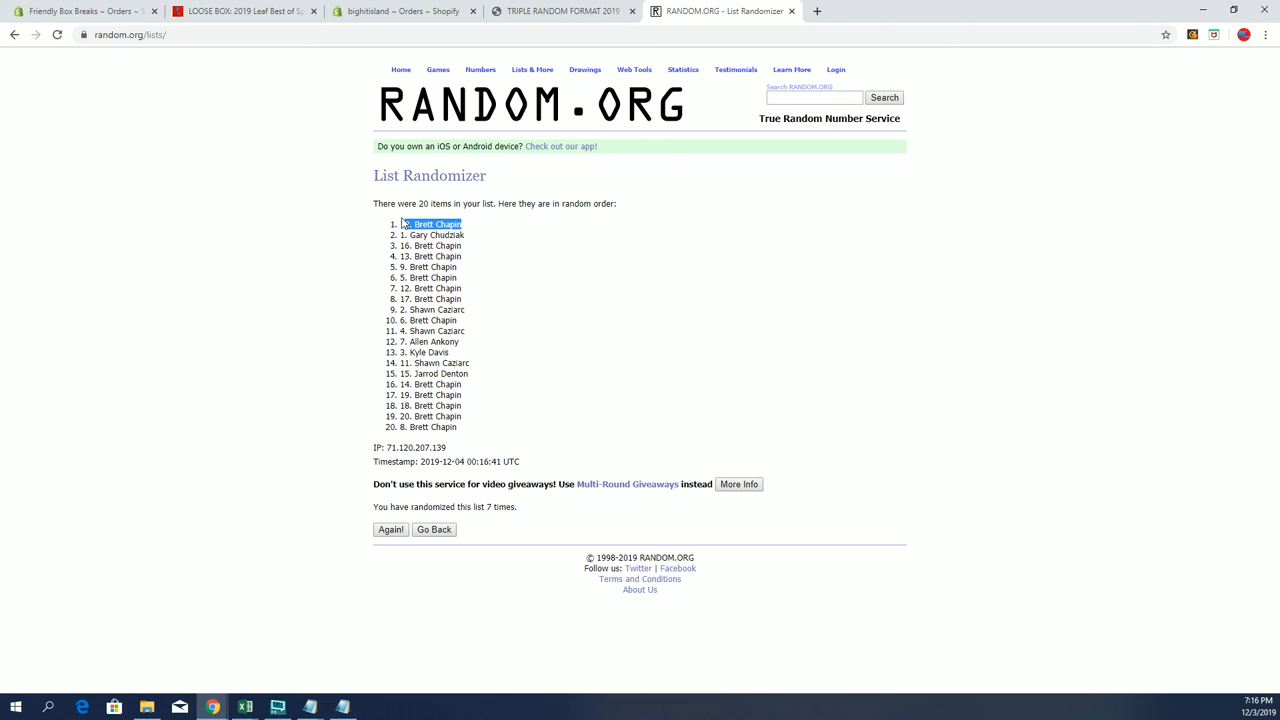 Friendly Box Breaks ~ Orders ~ S
LOOSE BOX: 2019 Leaf Best of Sp
bighitisland ~ Orders ~ Shopify
TRIPLE RANDOM FORMAT 2019
RANDOM.ORG - List Randomizer
random.org/lists/
Home Games Numbers Lists & More Drawings Web Tools Statistics Testimonials Learn More Login
RANDOM.ORG
Search RANDOM.ORG
Search
True Random Number Service
Do you own an iOS or Android device? Check out our app!
List Randomizer
There were 20 items in your list. Here they are in random order:
1. Brett Chapin
2. 1. Gary Chudziak
3. 16. Brett Chapin
4. 13. Brett Chapin
5. 9. Brett Chapin
6. 5. Brett Chapin
7. 12. Brett Chapin
8. 17. Brett Chapin
9. 2. Shawn Caziarc
10. 6. Brett Chapin
11. 4. Shawn Caziarc
12. 7. Allen Ankony
13. 3. Kyle Davis
14. 11. Shawn Caziarc
15. 15. Jarrod Denton
16. 14. Brett Chapin
17. 19. Brett Chapin
18. 18. Brett Chapin
19. 20. Brett Chapin
20. 8. Brett Chapin
IP: 71.120.207.139
Timestamp: 2019-12-04 00:16:41 UTC
Don't use this service for video giveaways! Use Multi-Round Giveaways instead More Info
You have randomized this list 7 times.
Again! Go Back
© 1998-2019 RANDOM.ORG
Follow us: Twitter | Facebook
Terms and Conditions
About Us
7:16 PM
12/3/2019